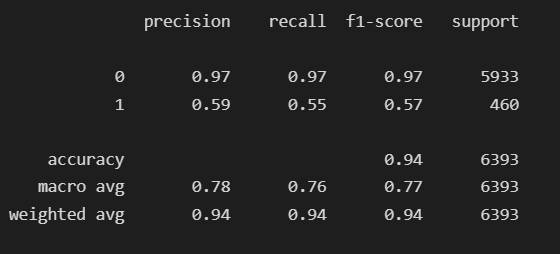 precision recall f1-score support
0 0.97 0.97 0.97 5933
1 0.59 0.55 0.57 460
accuracy 0.94 6393
macro avg 0.78 0.76 0.77 6393
weighted avg 0.94 0.94 0.94 6393